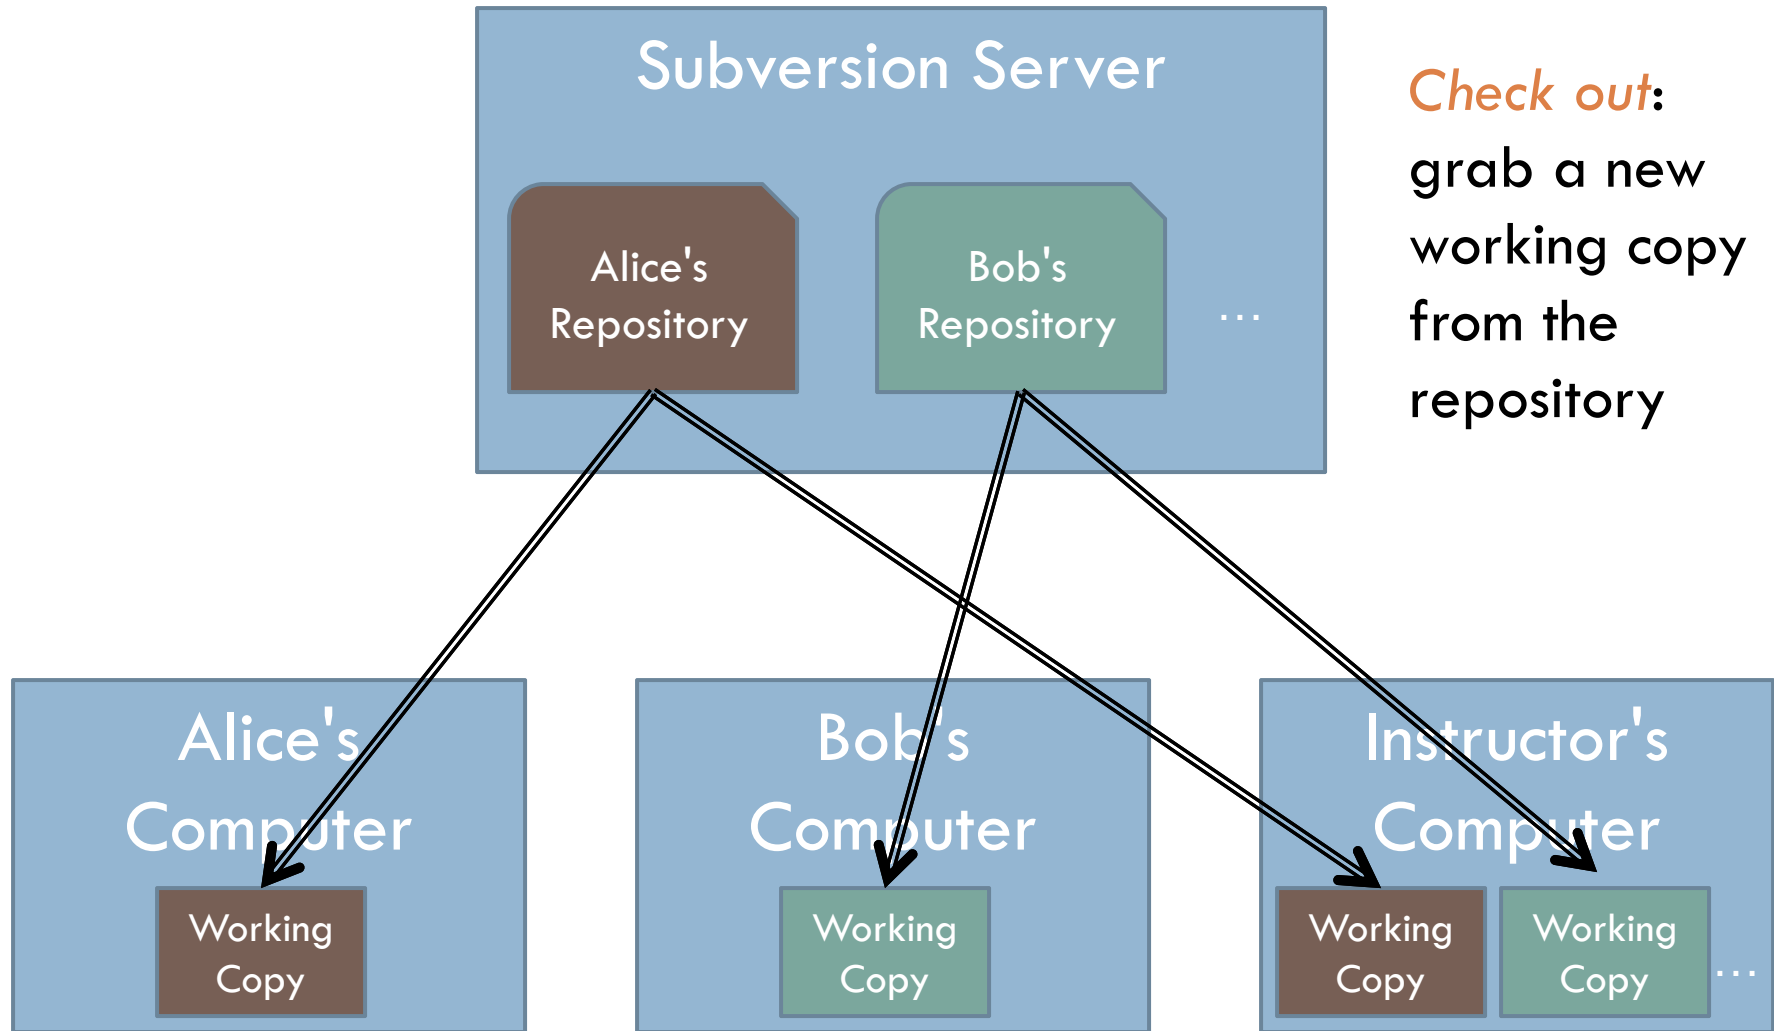 Subversion Server
Check out:
grab a new
working copy
from the
repository
Alice's
Repository
Bob's
Repository
...
Alice's
Computer
Working
Copy
Bob's
Computer
Working
Copy
Instructor's
Computer
Working
Copy
Working
Copy
...